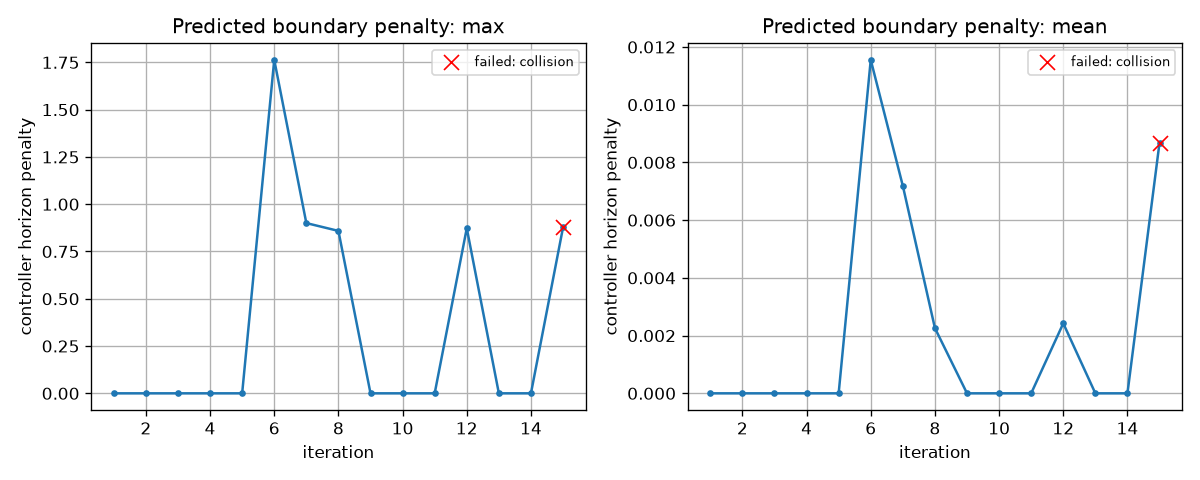 Predicted boundary penalty: max
failed: collision
controller horizon penalty
1.75
1.50
1.25
1.00
0.75
0.50
0.25
0.00
2 4 6 8 10 12 14
iteration
Predicted boundary penalty: mean
failed: collision
controller horizon penalty
0.012
0.010
0.008
0.006
0.004
0.002
0.000
2 4 6 8 10 12 14
iteration